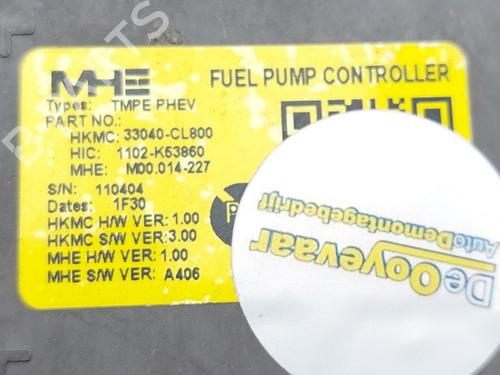 MHE FUEL PUMP CONTROLLER
Types: TMPE PHEV
PART NO.:
HKMC: 33040-CL800
HIC: 1102-K53860
MHE: M00.014-227
S/N: 110404
Dates: 1F30
HKMC H/W VER: 1.00
HKMC S/W VER: 3.00
MHE H/W VER: 1.00
MHE S/W VER: A406
De Ooyevaar
AutoDemontagebedrijf